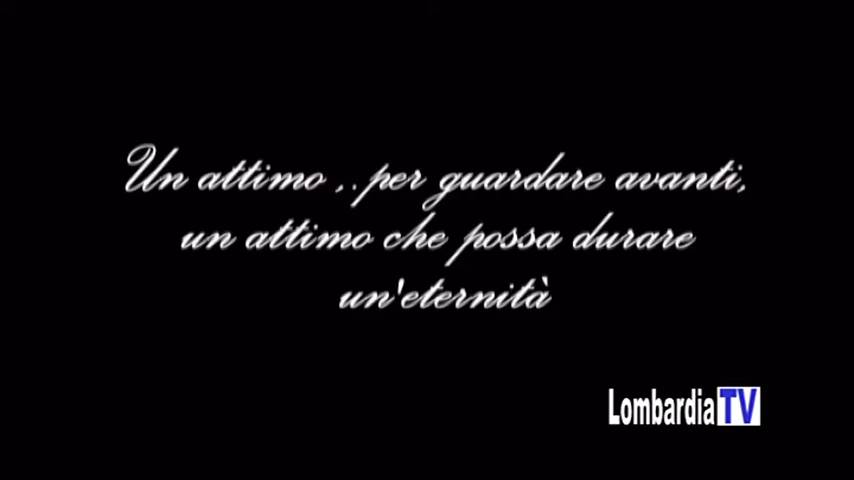 Un attimo ,..per guardare avanti,
un attimo che possa durare
un'eternità
LombardiaTV